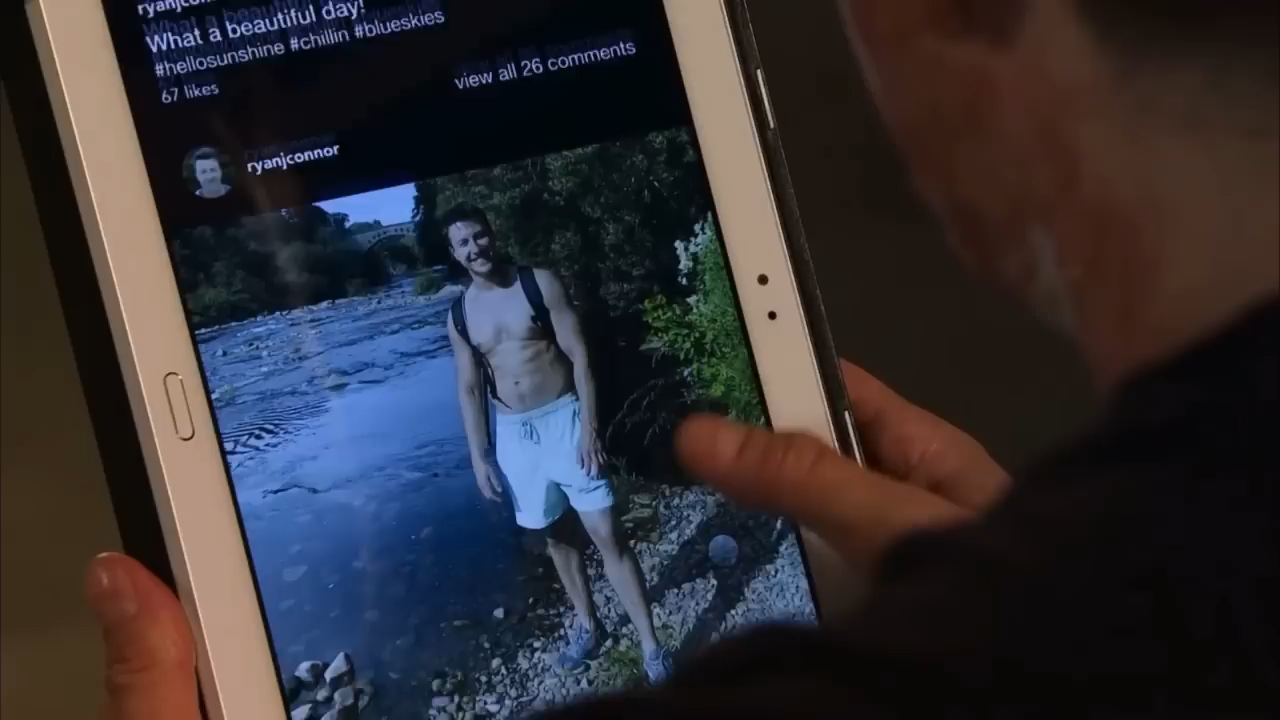 What a beautiful day!
#hellosunshine #chillin #blueskies
67 likes
view all 26 comments
ryanjconnor